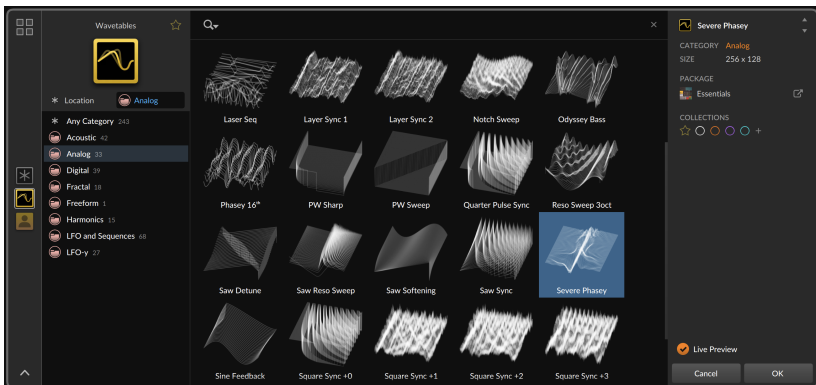 Wavetables
Location
Analog
Any Category 243
Acoustic 42
Analog 33
Digital 39
Fractal 18
Freeform 1
Harmonics 15
LFO and Sequences 68
LFO-y 27
Laser Seq
Layer Sync 1
Layer Sync 2
Notch Sweep
Odyssey Bass
Phasey 16th
PW Sharp
PW Sweep
Quarter Pulse Sync
Reso Sweep 3oct
Saw Detune
Saw Reso Sweep
Saw Softening
Saw Sync
Severe Phasey
Sine Feedback
Square Sync +0
Square Sync +1
Square Sync +2
Square Sync +3
Severe Phasey
CATEGORY Analog
SIZE 256 x 128
PACKAGE
Essentials
COLLECTIONS
Live Preview
Cancel
OK